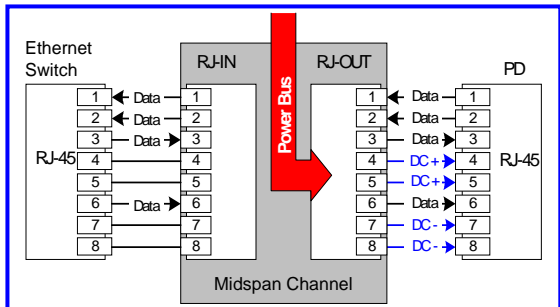 Ethernet
Switch
RJ-IN
RJ-OUT
PD
Power Bus
RJ-45
RJ-45
1 Data 1 1 Data 1
2 Data 2 2 Data 2
3 Data 3 3 Data 3
4 4 4 DC + 4
5 5 5 DC + 5
6 Data 6 6 Data 6
7 7 7 DC - 7
8 8 8 DC - 8
Midspan Channel